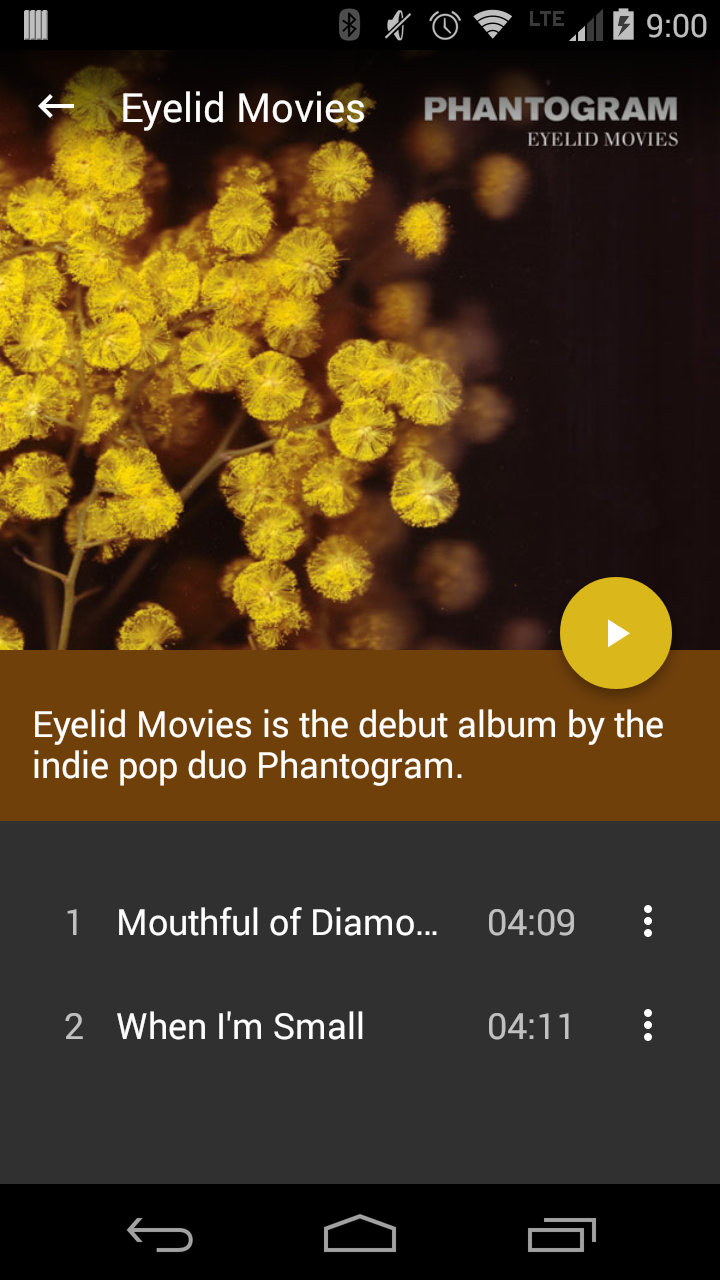 LTE 9:00
Eyelid Movies
PHANTOGRAM
EYELID MOVIES
Eyelid Movies is the debut album by the
indie pop duo Phantogram.
1 Mouthful of Diamo... 04:09
2 When I'm Small 04:11